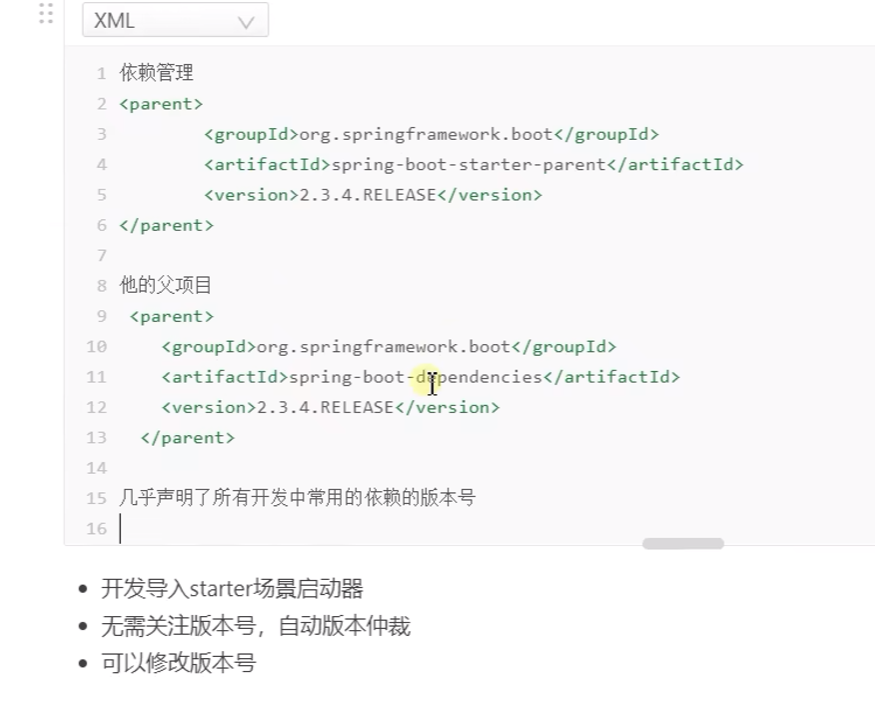 XML
1 依赖管理
2 <parent>
3 <groupId>org.springframework.boot</groupId>
4 <artifactId>spring-boot-starter-parent</artifactId>
5 <version>2.3.4.RELEASE</version>
6 </parent>
7
8 他的父项目
9 <parent>
10 <groupId>org.springframework.boot</groupId>
11 <artifactId>spring-boot-dependencies</artifactId>
12 <version>2.3.4.RELEASE</version>
13 </parent>
14
15 几乎声明了所有开发中常用的依赖的版本号
16
• 开发导入starter场景启动器
• 无需关注版本号，自动版本仲裁
• 可以修改版本号